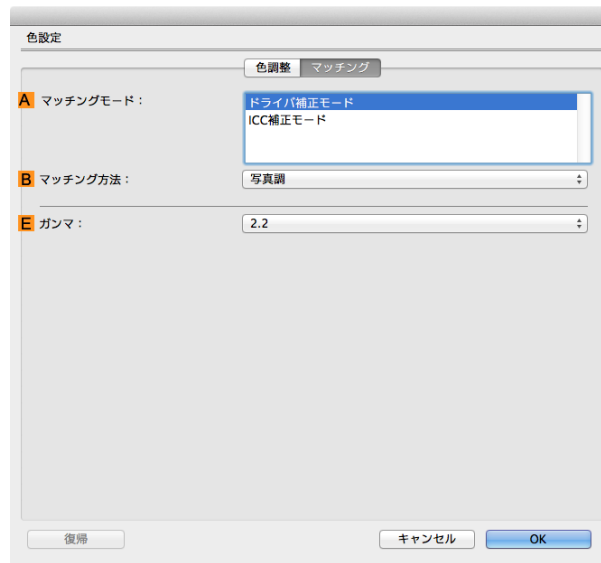 色設定
色調整 マッチング
A マッチングモード：
ドライバ補正モード
ICC補正モード
B マッチング方法： 写真調
E ガンマ： 2.2
復帰 キャンセル OK